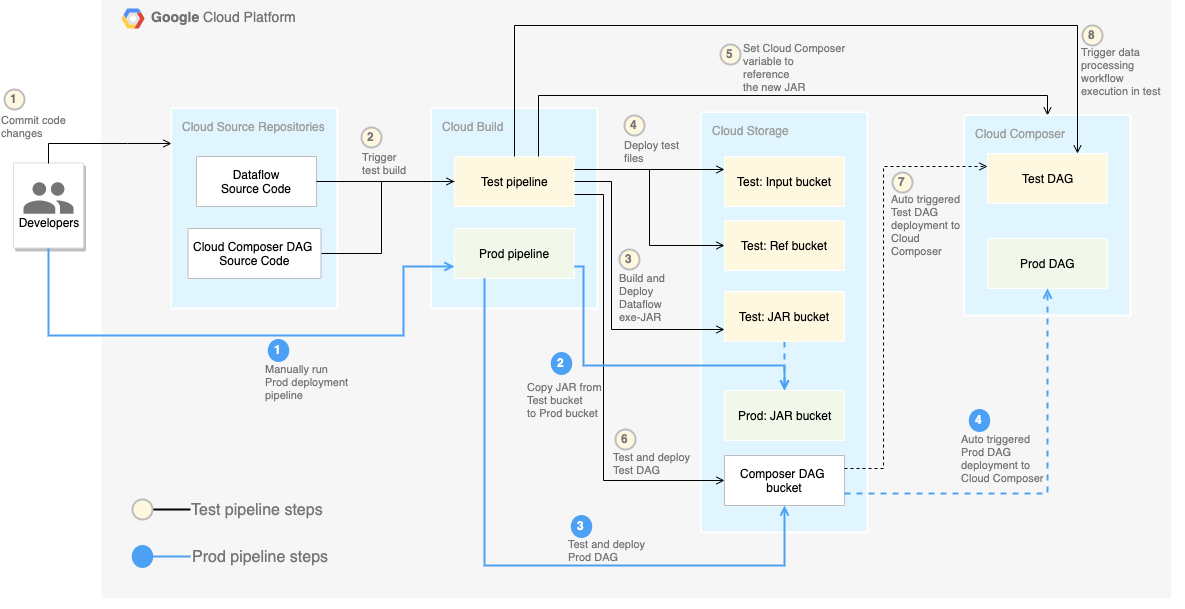 Google Cloud Platform
1
Commit code
changes
Developers
Cloud Source Repositories
Dataflow
Source Code
Cloud Composer DAG
Source Code
2
Trigger
test build
Cloud Build
Test pipeline
Prod pipeline
4
Deploy test
files
3
Build and
Deploy
Dataflow
exe-JAR
5
Set Cloud Composer
variable to
reference
the new JAR
Cloud Storage
Test: Input bucket
Test: Ref bucket
Test: JAR bucket
Prod: JAR bucket
Composer DAG
bucket
8
Trigger data
processing
workflow
execution in test
Cloud Composer
Test DAG
Prod DAG
7
Auto triggered
Test DAG
deployment to
Cloud
Composer
1
Manually run
Prod deployment
pipeline
2
Copy JAR from
Test bucket
to Prod bucket
6
Test and deploy
Test DAG
3
Test and deploy
Prod DAG
4
Auto triggered
Prod DAG
deployment to
Cloud Composer
Test pipeline steps
Prod pipeline steps